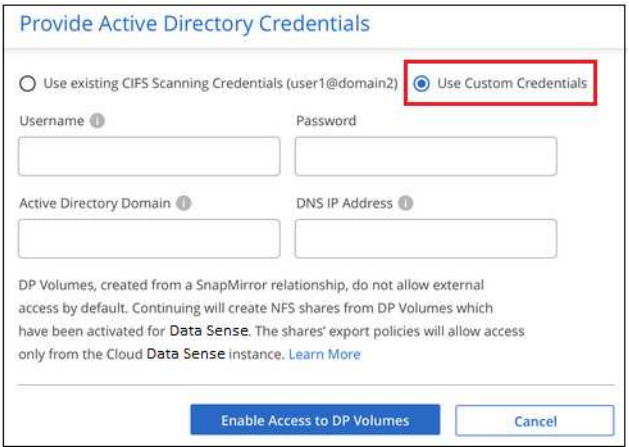 Provide Active Directory Credentials
Use existing CIFS Scanning Credentials (user1@domain2) Use Custom Credentials
Username i Password
Active Directory Domain i DNS IP Address i
DP Volumes, created from a SnapMirror relationship, do not allow external
access by default. Continuing will create NFS shares from DP Volumes which
have been activated for Data Sense. The shares' export policies will allow access
only from the Cloud Data Sense instance. Learn More
Enable Access to DP Volumes Cancel